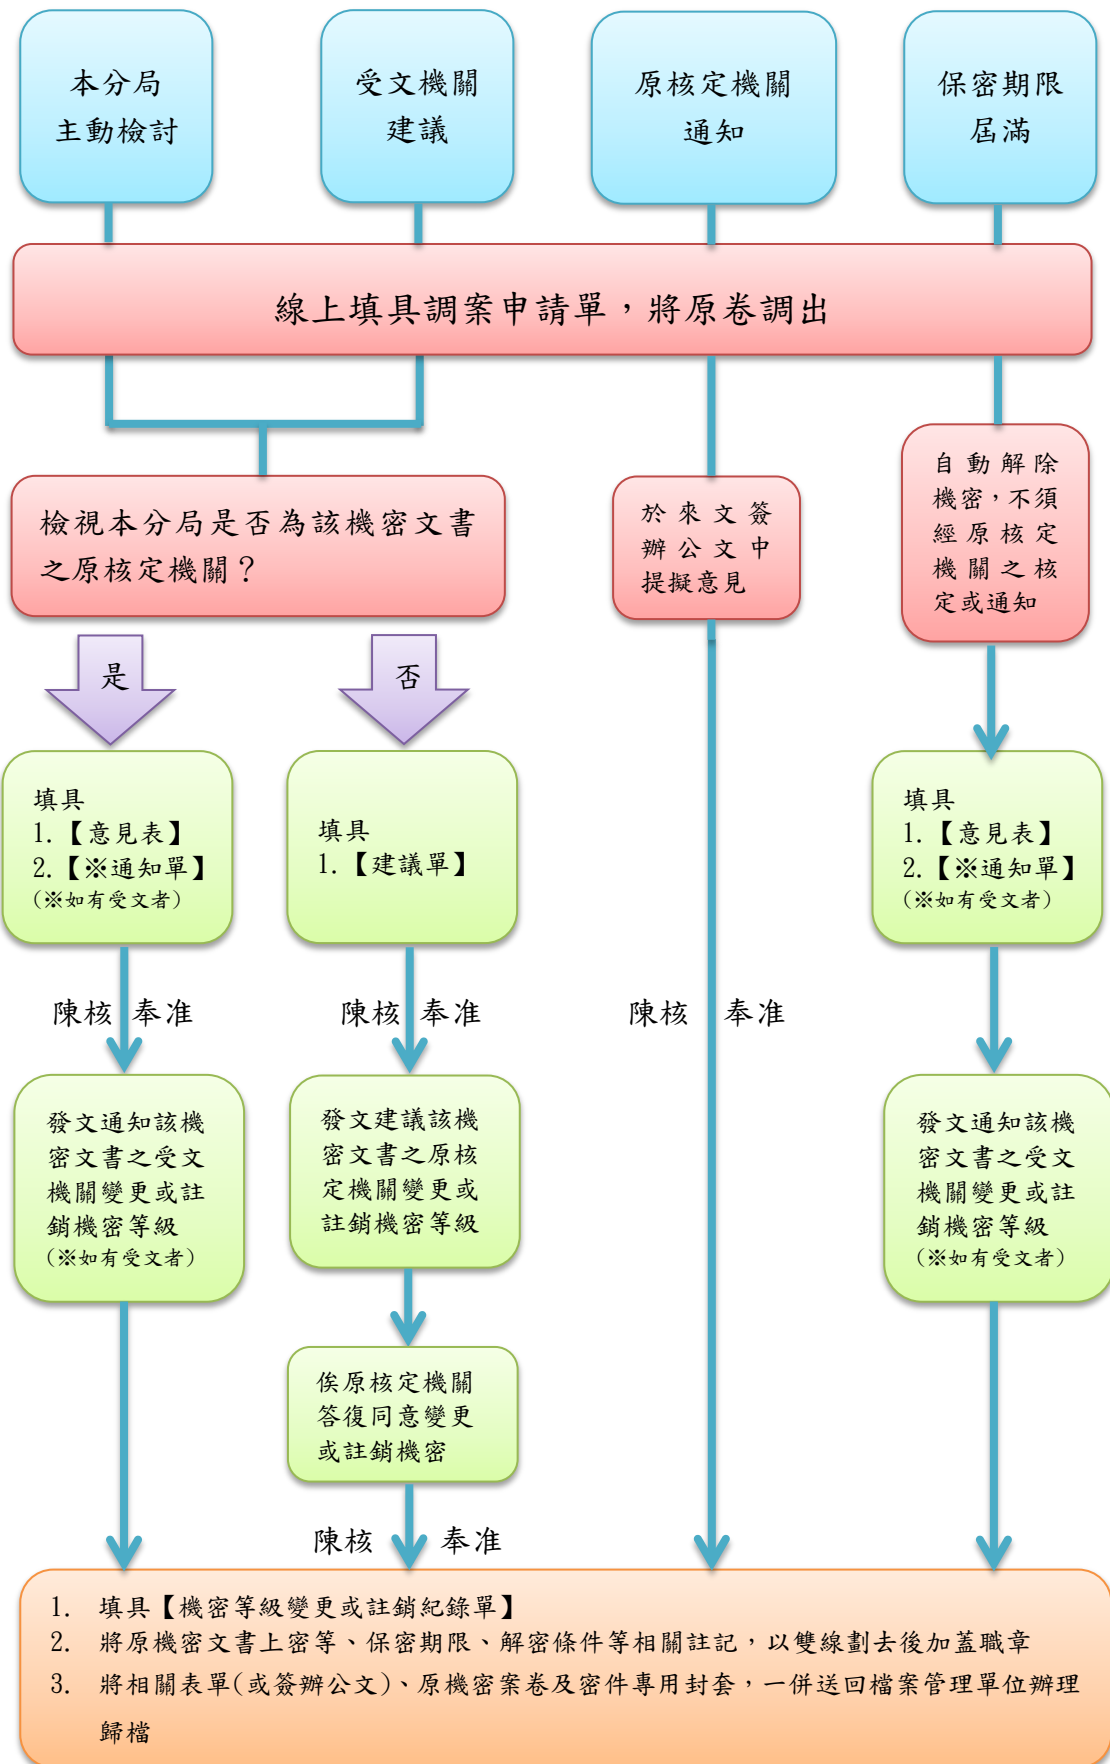 本分局
主動檢討
受文機關
建議
原核定機關
通知
保密期限
屆滿
線上填具調案申請單，將原卷調出
檢視本分局是否為該機密文書
之原核定機關？
於來文簽
辦公文中
提擬意見
自動解除
機密，不須
經原核定
機關之核
定或通知
是
否
填具
1.【意見表】
2.【※通知單】
(※如有受文者)
填具
1.【建議單】
填具
1.【意見表】
2.【※通知單】
(※如有受文者)
陳核 奉准
陳核 奉准
陳核 奉准
發文通知該機
密文書之受文
機關變更或註
銷機密等級
(※如有受文者)
發文建議該機
密文書之原核
定機關變更或
註銷機密等級
發文通知該機
密文書之受文
機關變更或註
銷機密等級
(※如有受文者)
俟原核定機關
答復同意變更
或註銷機密
陳核 奉准
1. 填具【機密等級變更或註銷紀錄單】
2. 將原機密文書上密等、保密期限、解密條件等相關註記，以雙線劃去後加蓋職章
3. 將相關表單(或簽辦公文)、原機密案卷及密件專用封套，一併送回檔案管理單位辦理
歸檔